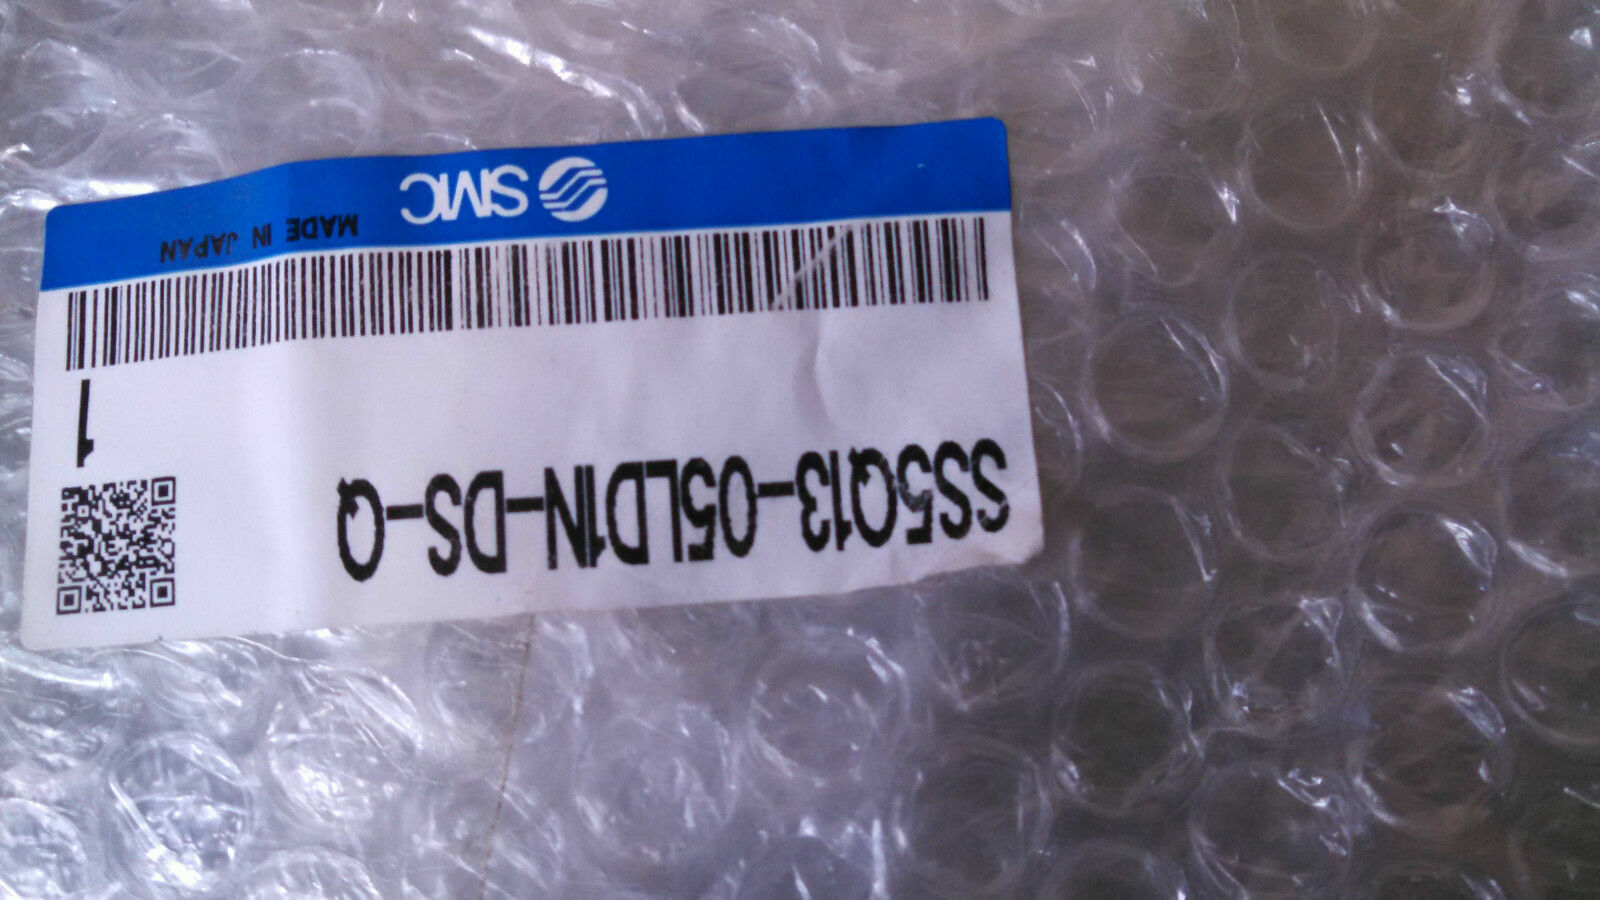 SS5Q13-05LD1N-DS-Q
1
SMC
MADE IN JAPAN